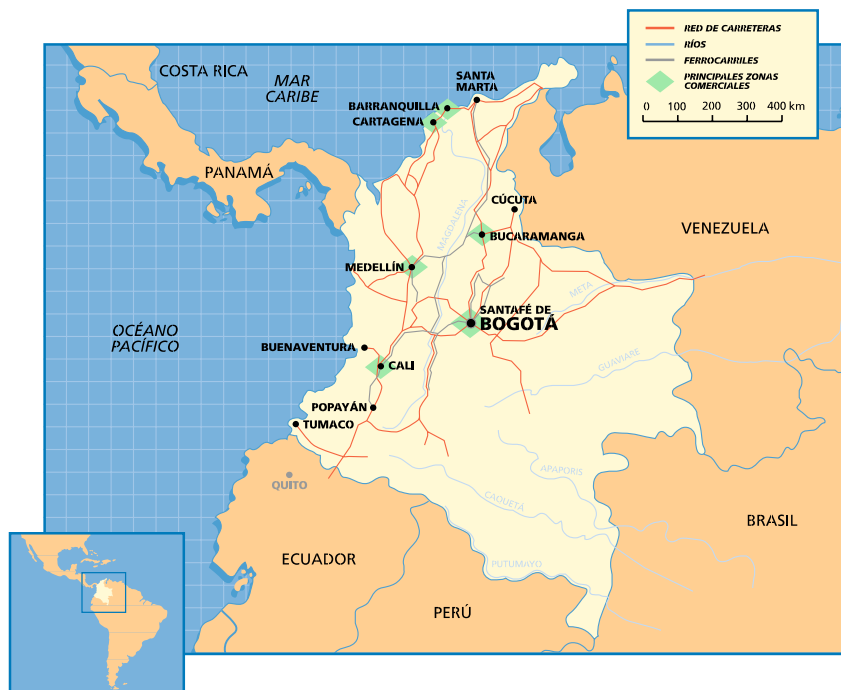 RED DE CARRETERAS
RÍOS
FERROCARRILES
PRINCIPALES ZONAS
COMERCIALES
0 100 200 300 400 km
COSTA RICA
MAR
CARIBE
SANTA
MARTA
BARRANQUILLA
CARTAGENA
PANAMÁ
CÚCUTA
MAGDALENA
BUCARAMANGA
VENEZUELA
MEDELLÍN
META
SANTAFÉ DE
BOGOTÁ
OCÉANO
PACÍFICO
BUENAVENTURA
GUAVIARE
CALI
POPAYÁN
TUMACO
QUITO
APAPORIS
CAQUETÁ
BRASIL
ECUADOR
PUTUMAYO
PERÚ